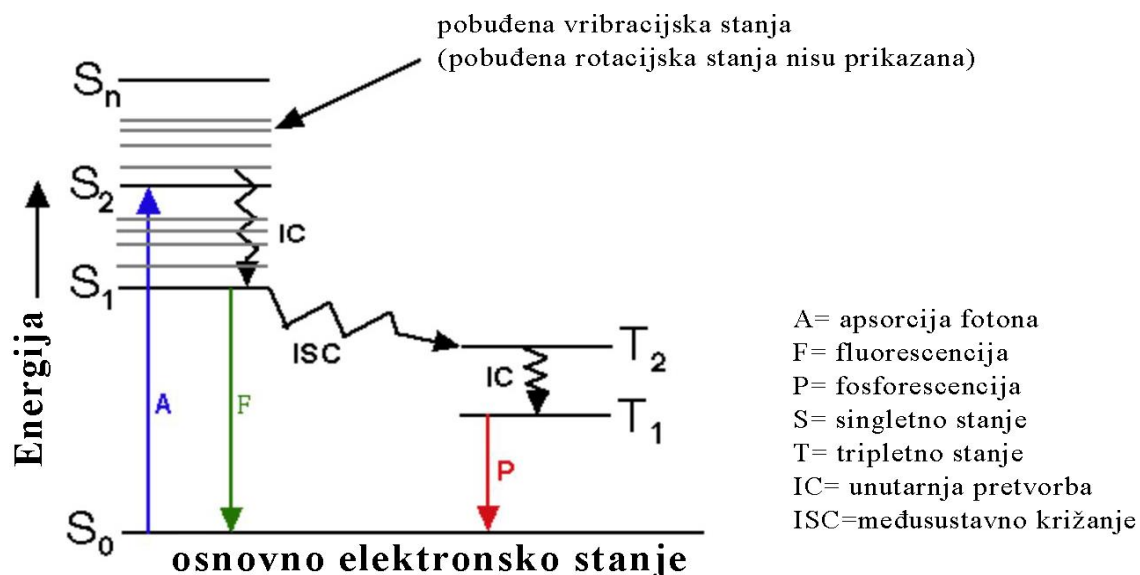 pobuđena vribracijska stanja
(pobuđena rotacijska stanja nisu prikazana)
Sn
S2
IC
S1
Energija
ISC
T2
IC
T1
A
F
P
S0
osnovno elektronsko stanje
A= apsorcija fotona
F= fluorescencija
P= fosforescencija
S= singletno stanje
T= tripletno stanje
IC= unutarnja pretvorba
ISC=međusustavno križanje